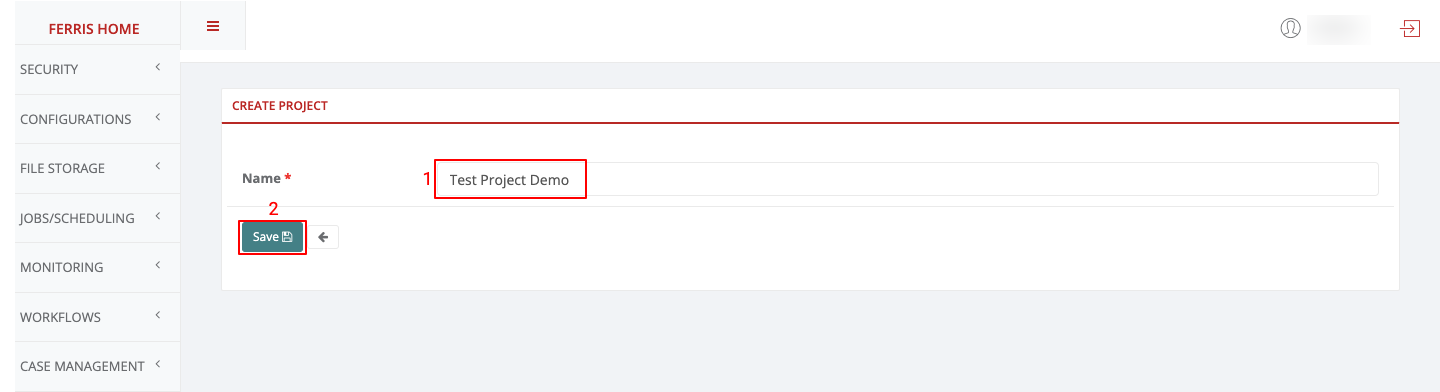 FERRIS HOME
SECURITY
CONFIGURATIONS
FILE STORAGE
JOBS/SCHEDULING
MONITORING
WORKFLOWS
CASE MANAGEMENT
CREATE PROJECT
Name *
1
Test Project Demo
2
Save